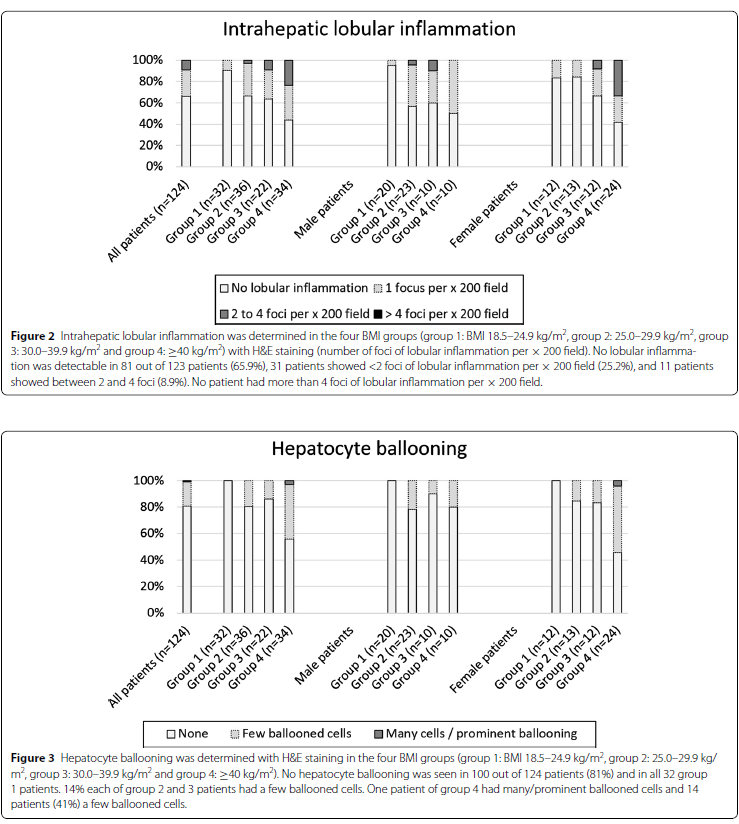 Intrahepatic lobular inflammation
100%
80%
60%
40%
20%
0%
All patients (n=124)
Group 1 (n=32)
Group 2 (n=36)
Group 3 (n=22)
Group 4 (n=34)
Male patients
Group 1 (n=20)
Group 2 (n=23)
Group 3 (n=10)
Group 4 (n=10)
Female patients
Group 1 (n=12)
Group 2 (n=13)
Group 3 (n=12)
Group 4 (n=24)
No lobular inflammation 1 focus per x 200 field
2 to 4 foci per x 200 field > 4 foci per x 200 field
Figure 2 Intrahepatic lobular inflammation was determined in the four BMI groups (group 1: BMI 18.5–24.9 kg/m², group 2: 25.0–29.9 kg/m², group
3: 30.0–39.9 kg/m² and group 4: ≥40 kg/m²) with H&E staining (number of foci of lobular inflammation per × 200 field). No lobular inflamma-
tion was detectable in 81 out of 123 patients (65.9%), 31 patients showed <2 foci of lobular inflammation per × 200 field (25.2%), and 11 patients
showed between 2 and 4 foci (8.9%). No patient had more than 4 foci of lobular inflammation per × 200 field.
Hepatocyte ballooning
100%
80%
60%
40%
20%
0%
All patients (n=124)
Group 1 (n=32)
Group 2 (n=36)
Group 3 (n=22)
Group 4 (n=34)
Male patients
Group 1 (n=20)
Group 2 (n=23)
Group 3 (n=10)
Group 4 (n=10)
Female patients
Group 1 (n=12)
Group 2 (n=13)
Group 3 (n=12)
Group 4 (n=24)
None Few ballooned cells Many cells / prominent ballooning
Figure 3 Hepatocyte ballooning was determined with H&E staining in the four BMI groups (group 1: BMI 18.5–24.9 kg/m², group 2: 25.0–29.9 kg/
m², group 3: 30.0–39.9 kg/m² and group 4: ≥40 kg/m²). No hepatocyte ballooning was seen in 100 out of 124 patients (81%) and in all 32 group
1 patients. 14% each of group 2 and 3 patients had a few ballooned cells. One patient of group 4 had many/prominent ballooned cells and 14
patients (41%) a few ballooned cells.